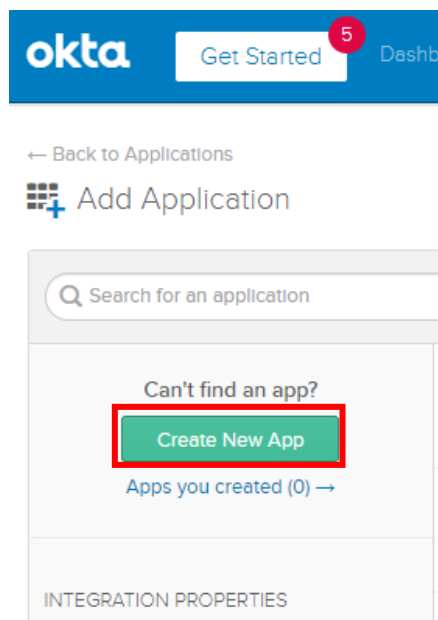 okta
Get Started
5
← Back to Applications
Add Application
Search for an application
Can't find an app?
Create New App
Apps you created (0) →
INTEGRATION PROPERTIES